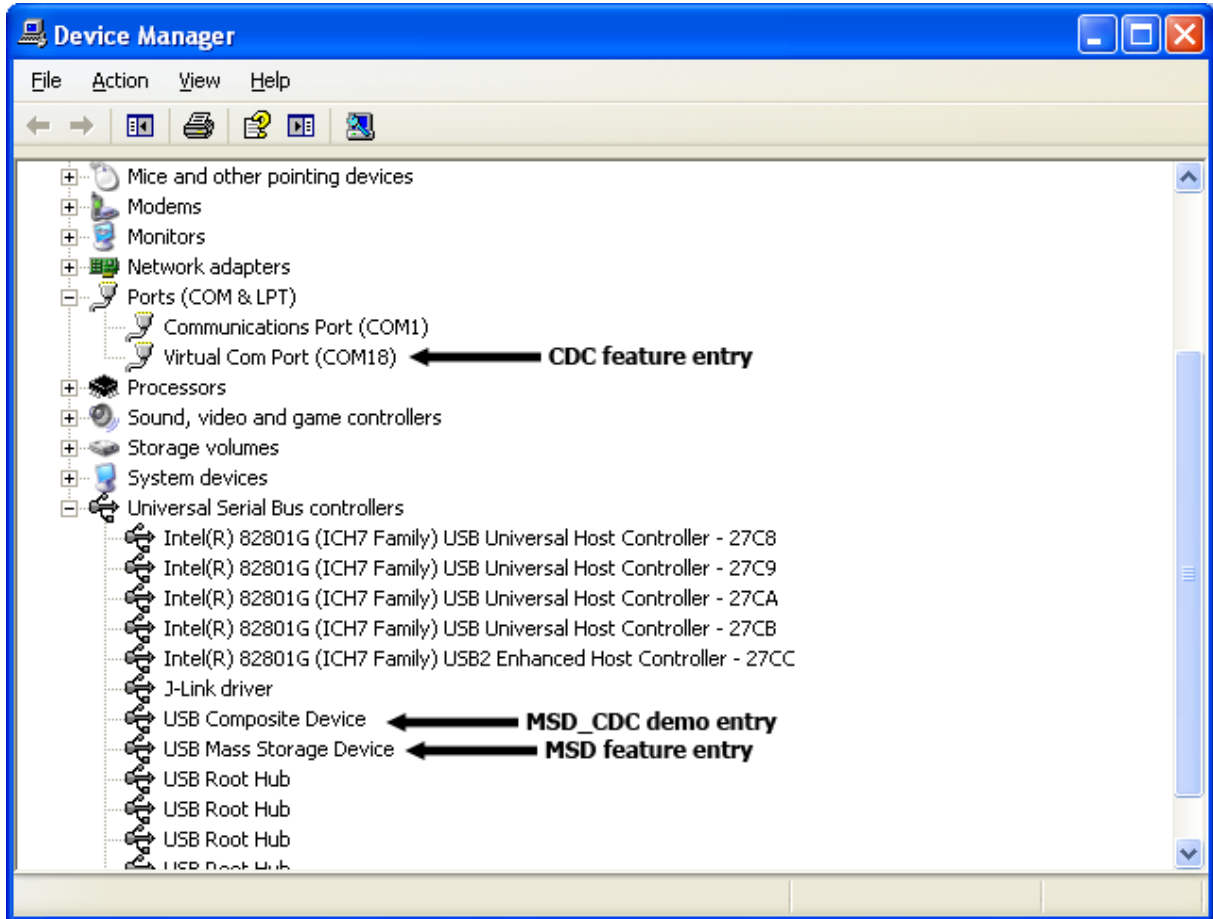 Device Manager
File Action View Help
Mice and other pointing devices
Modems
Monitors
Network adapters
Ports (COM & LPT)
Communications Port (COM1)
Virtual Com Port (COM18) CDC feature entry
Processors
Sound, video and game controllers
Storage volumes
System devices
Universal Serial Bus controllers
Intel(R) 82801G (ICH7 Family) USB Universal Host Controller - 27C8
Intel(R) 82801G (ICH7 Family) USB Universal Host Controller - 27C9
Intel(R) 82801G (ICH7 Family) USB Universal Host Controller - 27CA
Intel(R) 82801G (ICH7 Family) USB Universal Host Controller - 27CB
Intel(R) 82801G (ICH7 Family) USB2 Enhanced Host Controller - 27CC
J-Link driver
USB Composite Device MSD_CDC demo entry
USB Mass Storage Device MSD feature entry
USB Root Hub
USB Root Hub
USB Root Hub
USB Root Hub